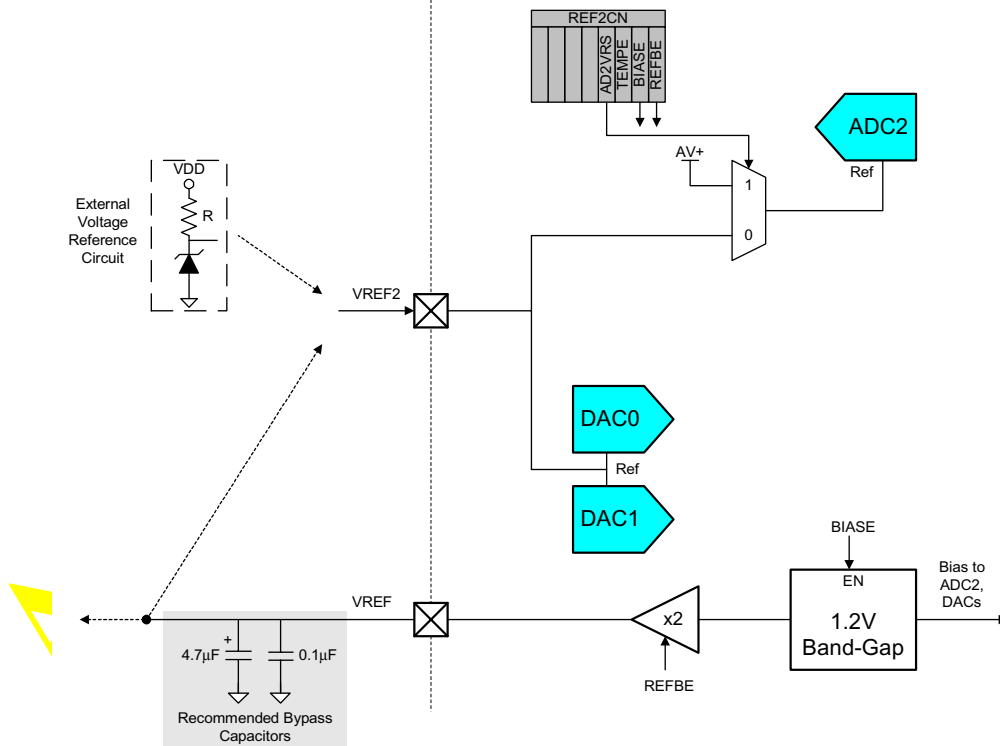 REF2CN
AD2VRS
TEMPE
BIASE
REFBE
ADC2
Ref
AV+
1
0
VDD
R
External
Voltage
Reference
Circuit
VREF2
DAC0
Ref
DAC1
BIASE
EN
1.2V
Band-Gap
Bias to
ADC2,
DACs
VREF
x2
REFBE
+
4.7µF
0.1µF
Recommended Bypass
Capacitors